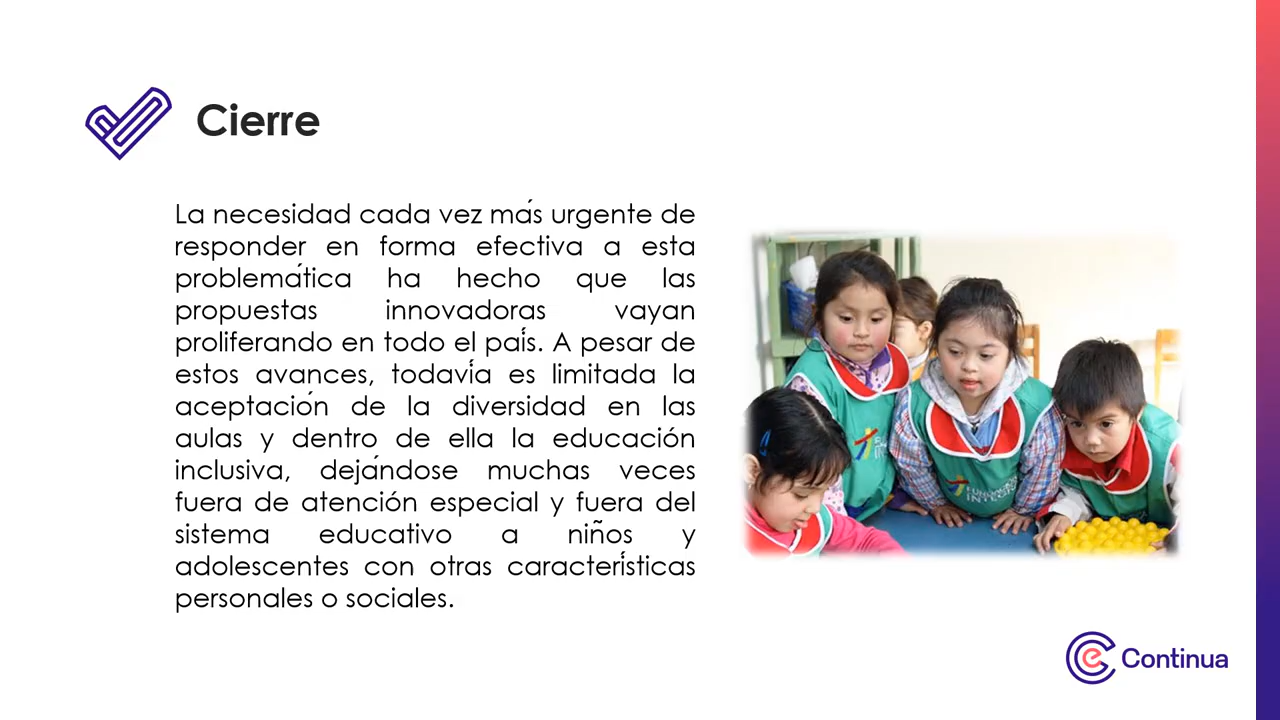 Cierre
La necesidad cada vez más urgente de
responder en forma efectiva a esta
problemática ha hecho que las
propuestas innovadoras vayan
proliferando en todo el país. A pesar de
estos avances, todavía es limitada la
aceptación de la diversidad en las
aulas y dentro de ella la educación
inclusiva, dejándose muchas veces
fuera de atención especial y fuera del
sistema educativo a niños y
adolescentes con otras características
personales o sociales.
Continua